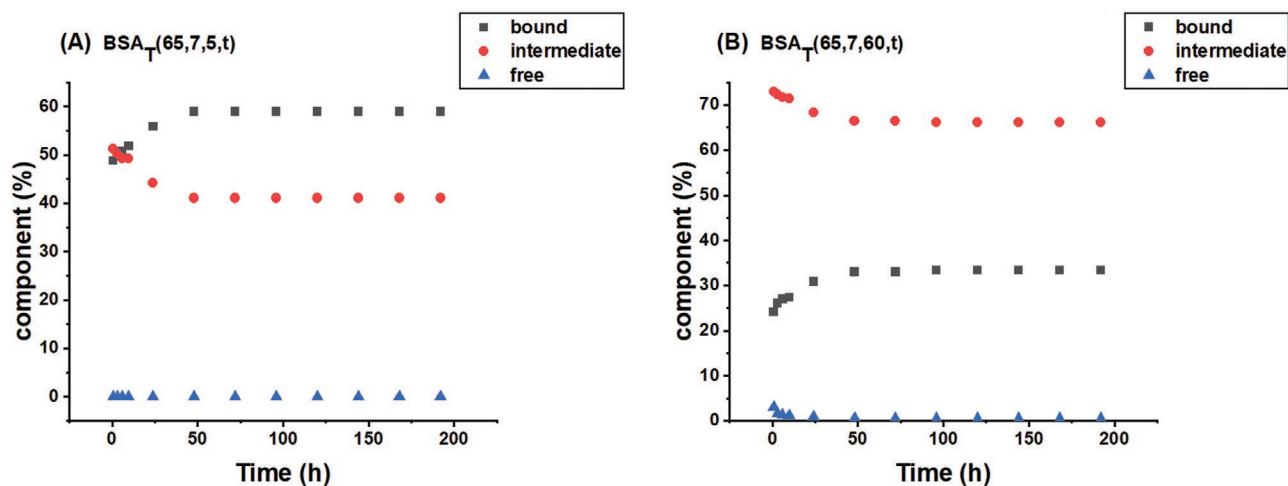 (A) BSA_T(65,7,5,t)
bound
intermediate
free
component (%)
60
50
40
30
20
10
0
0 50 100 150 200
Time (h)
(B) BSA_T(65,7,60,t)
bound
intermediate
free
component (%)
70
60
50
40
30
20
10
0
0 50 100 150 200
Time (h)